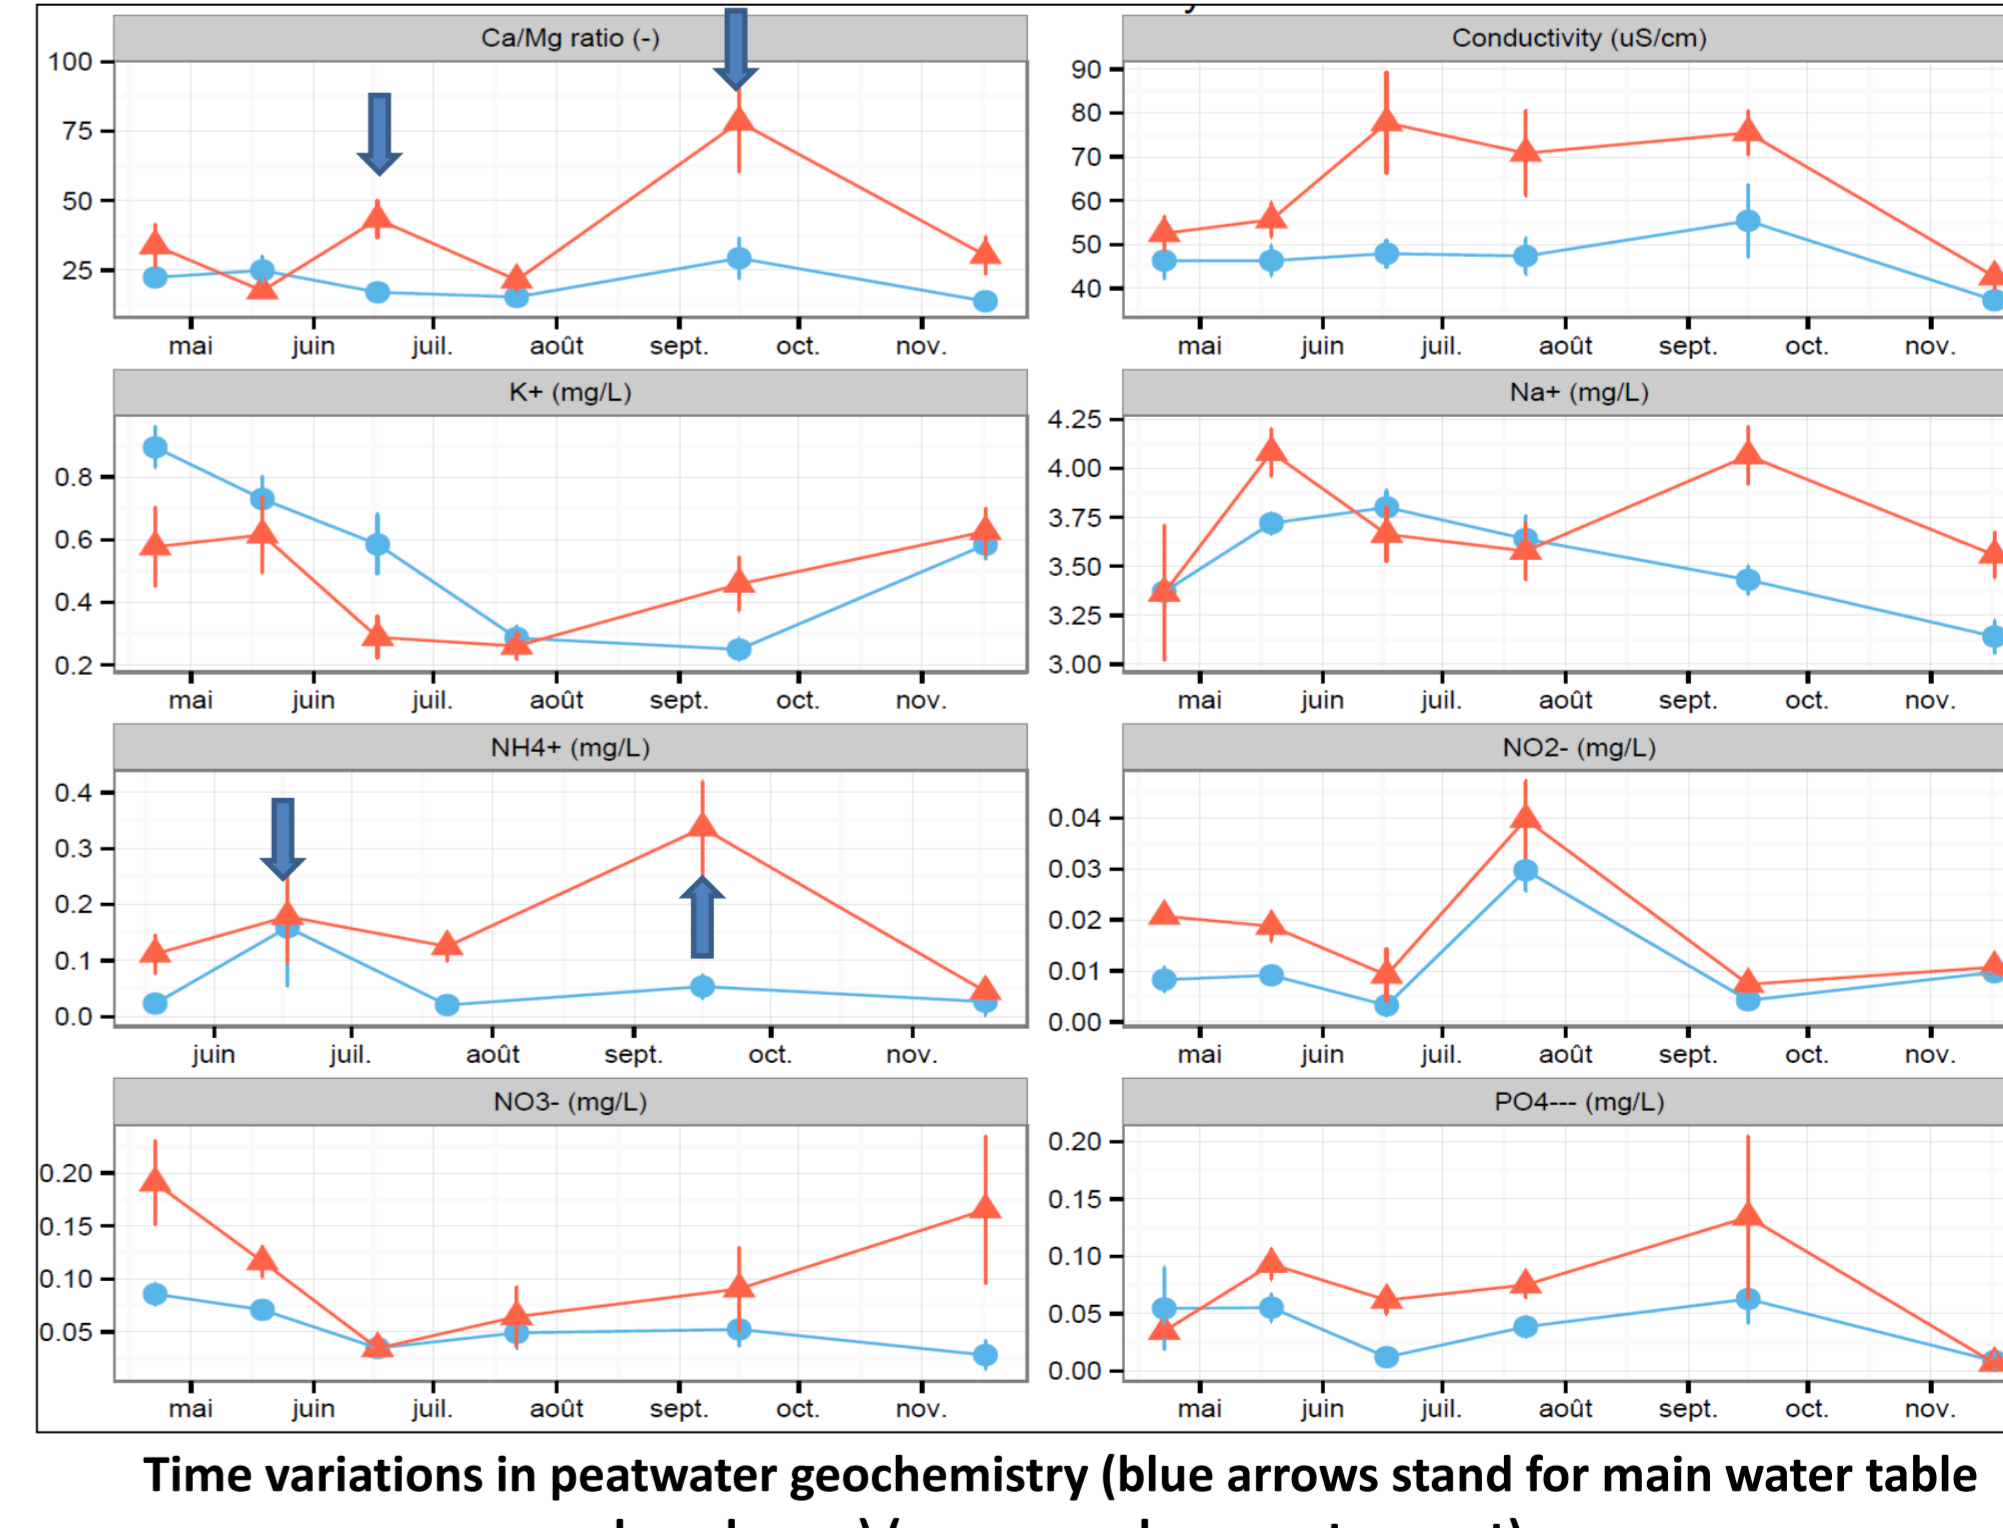 Ca/Mg ratio (-)
100
75
50
25
mai juin juil. août sept. oct. nov.
Conductivity (uS/cm)
90
80
70
60
50
40
mai juin juil. août sept. oct. nov.
K+ (mg/L)
0.8
0.6
0.4
0.2
mai juin juil. août sept. oct. nov.
Na+ (mg/L)
4.25
4.00
3.75
3.50
3.25
3.00
mai juin juil. août sept. oct. nov.
NH4+ (mg/L)
0.4
0.3
0.2
0.1
0.0
juin juil. août sept. oct. nov.
NO2- (mg/L)
0.04
0.03
0.02
0.01
0.00
mai juin juil. août sept. oct. nov.
NO3- (mg/L)
0.20
0.15
0.10
0.05
mai juin juil. août sept. oct. nov.
PO4--- (mg/L)
0.20
0.15
0.10
0.05
0.00
mai juin juil. août sept. oct. nov.
Time variations in peatwater geochemistry (blue arrows stand for main water table